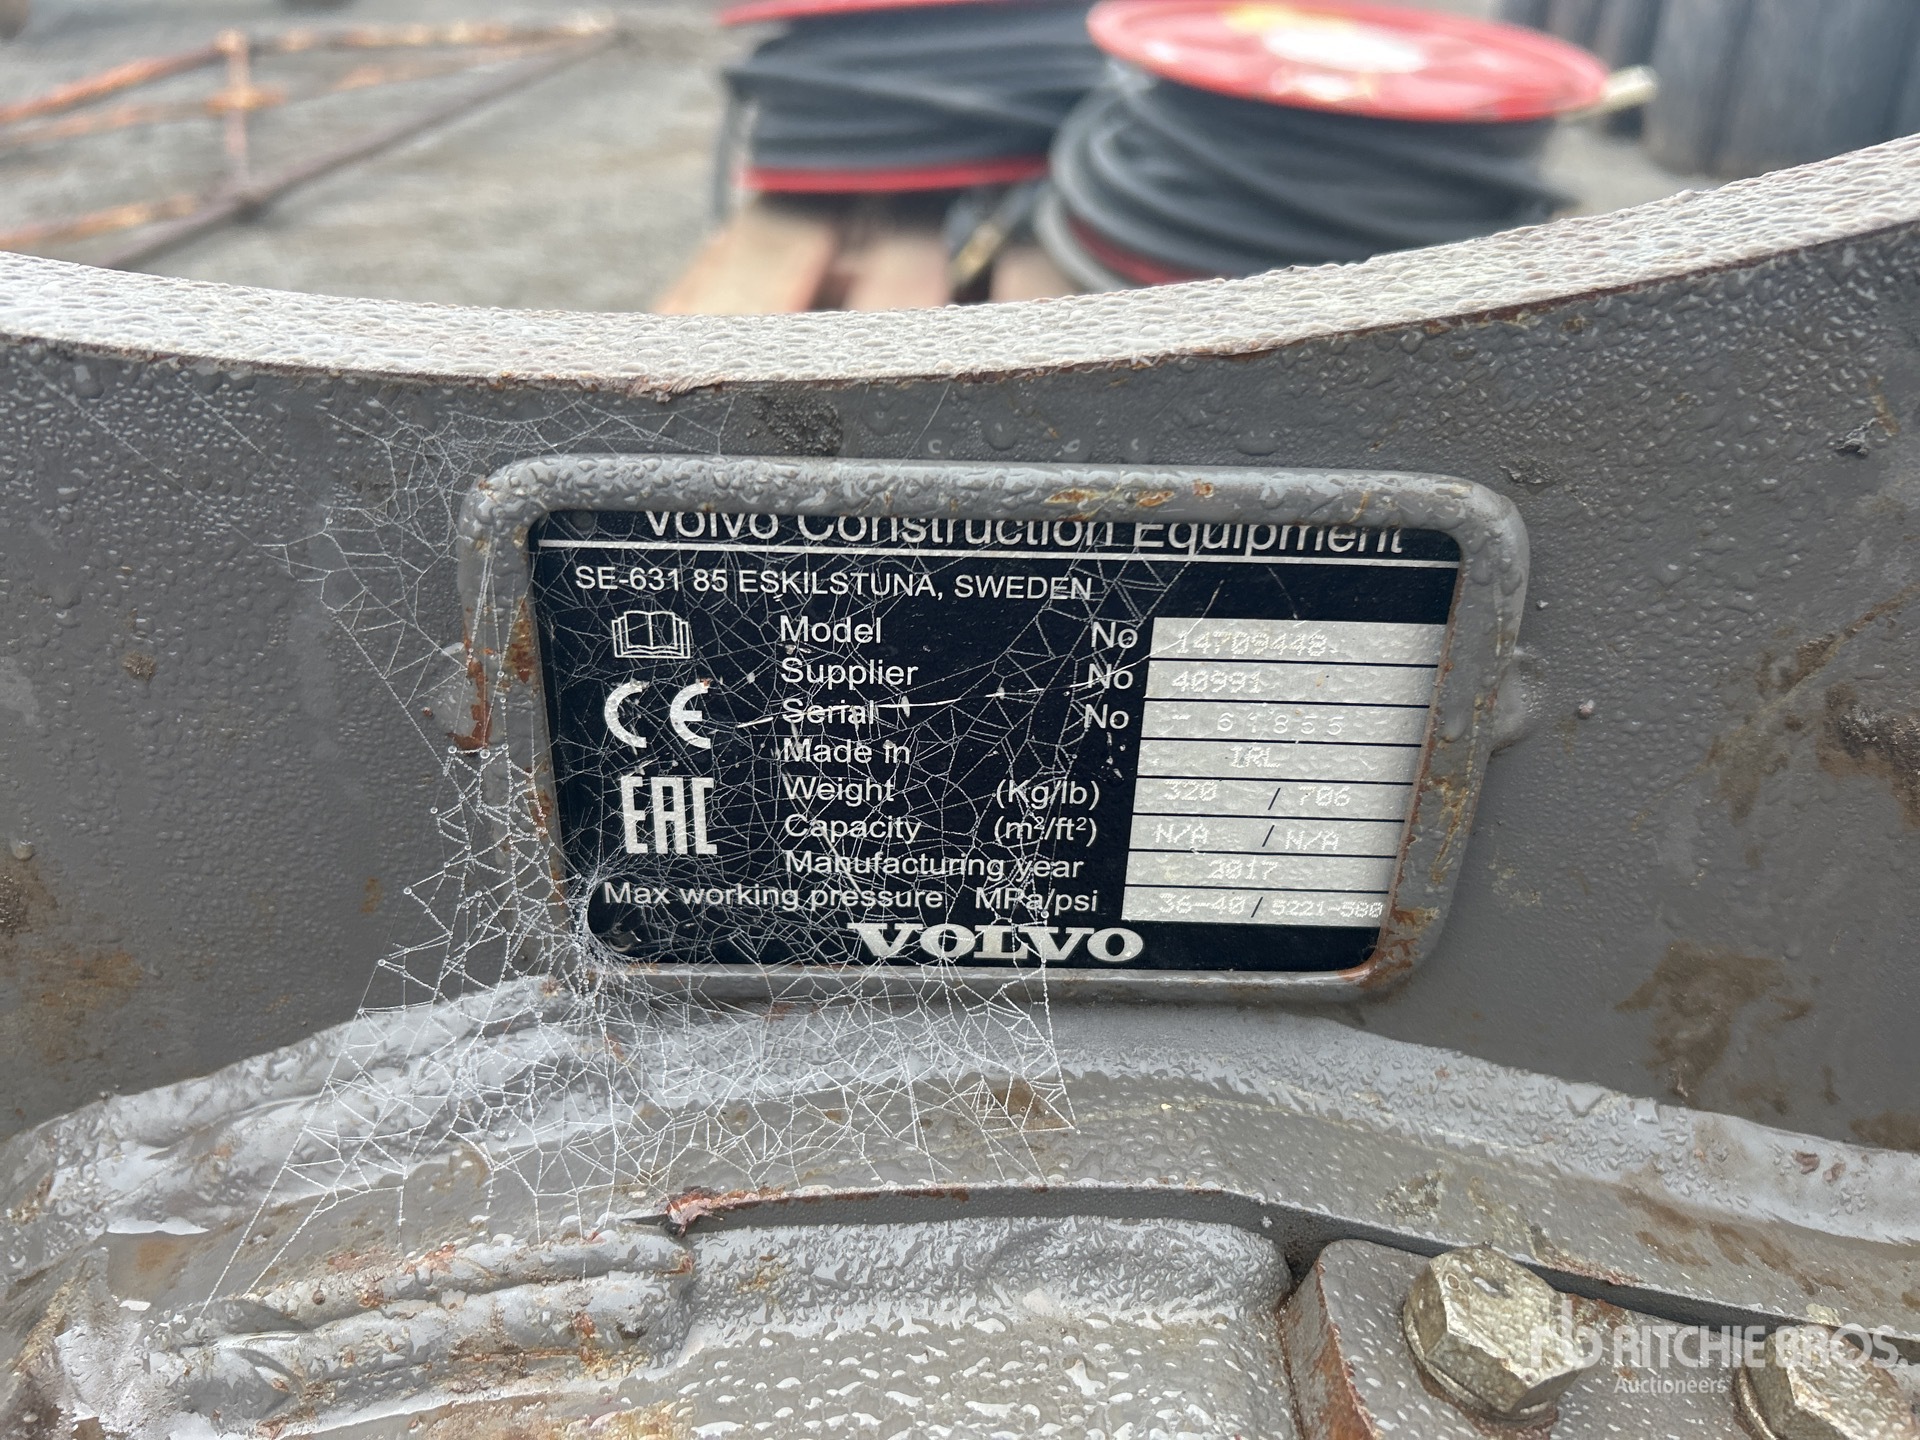 Volvo Construction Equipment
SE-631 85 ESKILSTUNA, SWEDEN
Model No 14709448
Supplier No 40991
Serial No 61855
Made in IRL
Weight (Kg/lb) 320 / 706
Capacity (m²/ft²) N/A / N/A
Manufacturing year 2017
Max working pressure MPa/psi 36-40 / 5221-580
CE
EAC
VOLVO
RITCHIE BROS.
Auctioneers